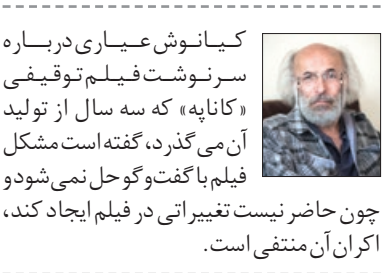 کیانوش عیاری درباره
سرنوشت فیلم توقیفی
«کاناپه» که سه سال از تولید
آن می گذرد، گفته است مشکل
فیلم با گفت و گو حل نمی شود و
چون حاضر نیست تغییراتی در فیلم ایجاد کند،
اکران آن منتفی است.